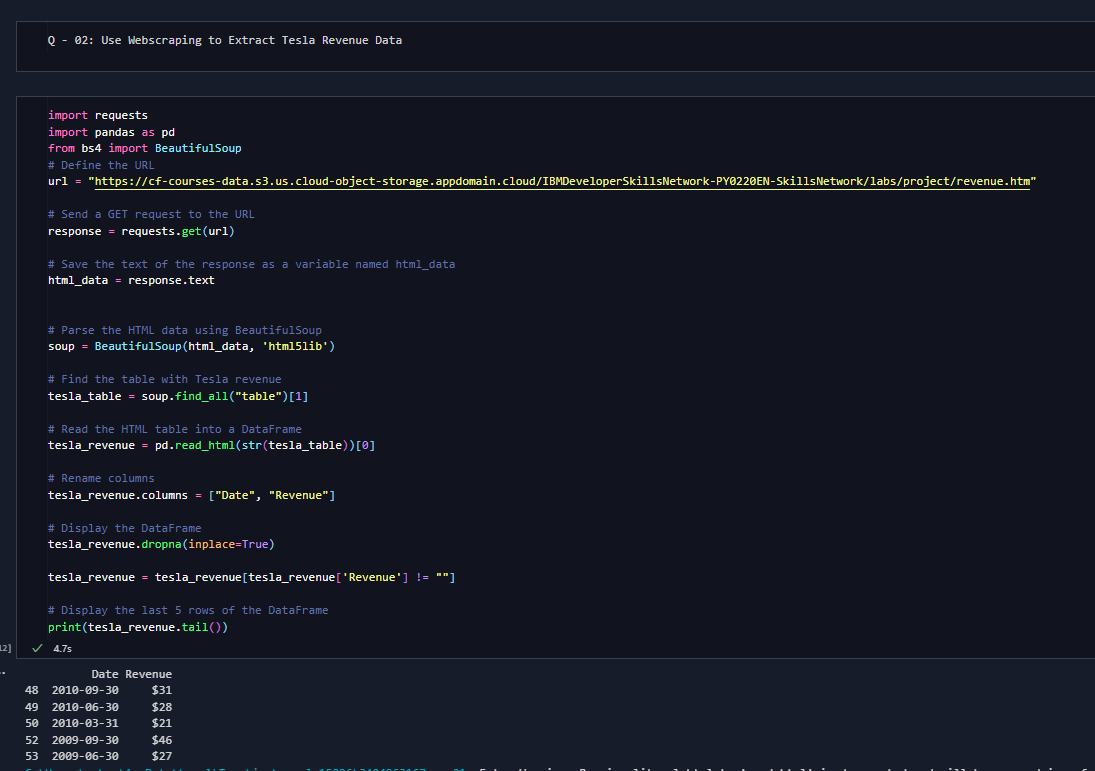 Q - 02: Use Webscraping to Extract Tesla Revenue Data
import requests
import pandas as pd
from bs4 import BeautifulSoup
# Define the URL
url = "https://cf-courses-data.s3.us.cloud-object-storage.appdomain.cloud/IBMDeveloperSkillsNetwork-PY0220EN-SkillsNetwork/labs/project/revenue.htm"
# Send a GET request to the URL
response = requests.get(url)
# Save the text of the response as a variable named html_data
html_data = response.text
# Parse the HTML data using BeautifulSoup
soup = BeautifulSoup(html_data, 'html5lib')
# Find the table with Tesla revenue
tesla_table = soup.find_all("table")[1]
# Read the HTML table into a DataFrame
tesla_revenue = pd.read_html(str(tesla_table))[0]
# Rename columns
tesla_revenue.columns = ["Date", "Revenue"]
# Display the DataFrame
tesla_revenue.dropna(inplace=True)
tesla_revenue = tesla_revenue[tesla_revenue['Revenue'] != ""]
# Display the last 5 rows of the DataFrame
print(tesla_revenue.tail())
12] 4.7s
Date Revenue
48 2010-09-30 $31
49 2010-06-30 $28
50 2010-03-31 $21
52 2009-09-30 $46
53 2009-06-30 $27